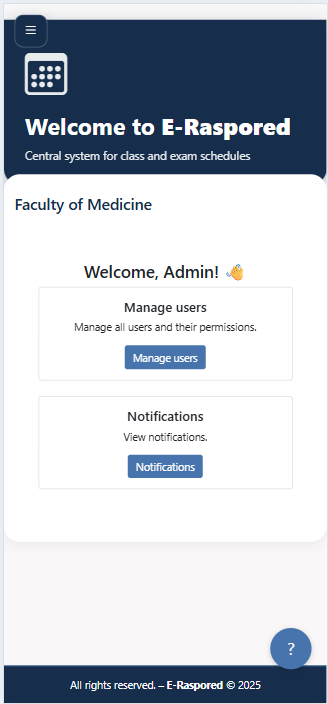 Welcome to E-Raspored
Central system for class and exam schedules
Faculty of Medicine
Welcome, Admin! 👋
Manage users
Manage all users and their permissions.
Manage users
Notifications
View notifications.
Notifications
?
All rights reserved. – E-Raspored © 2025